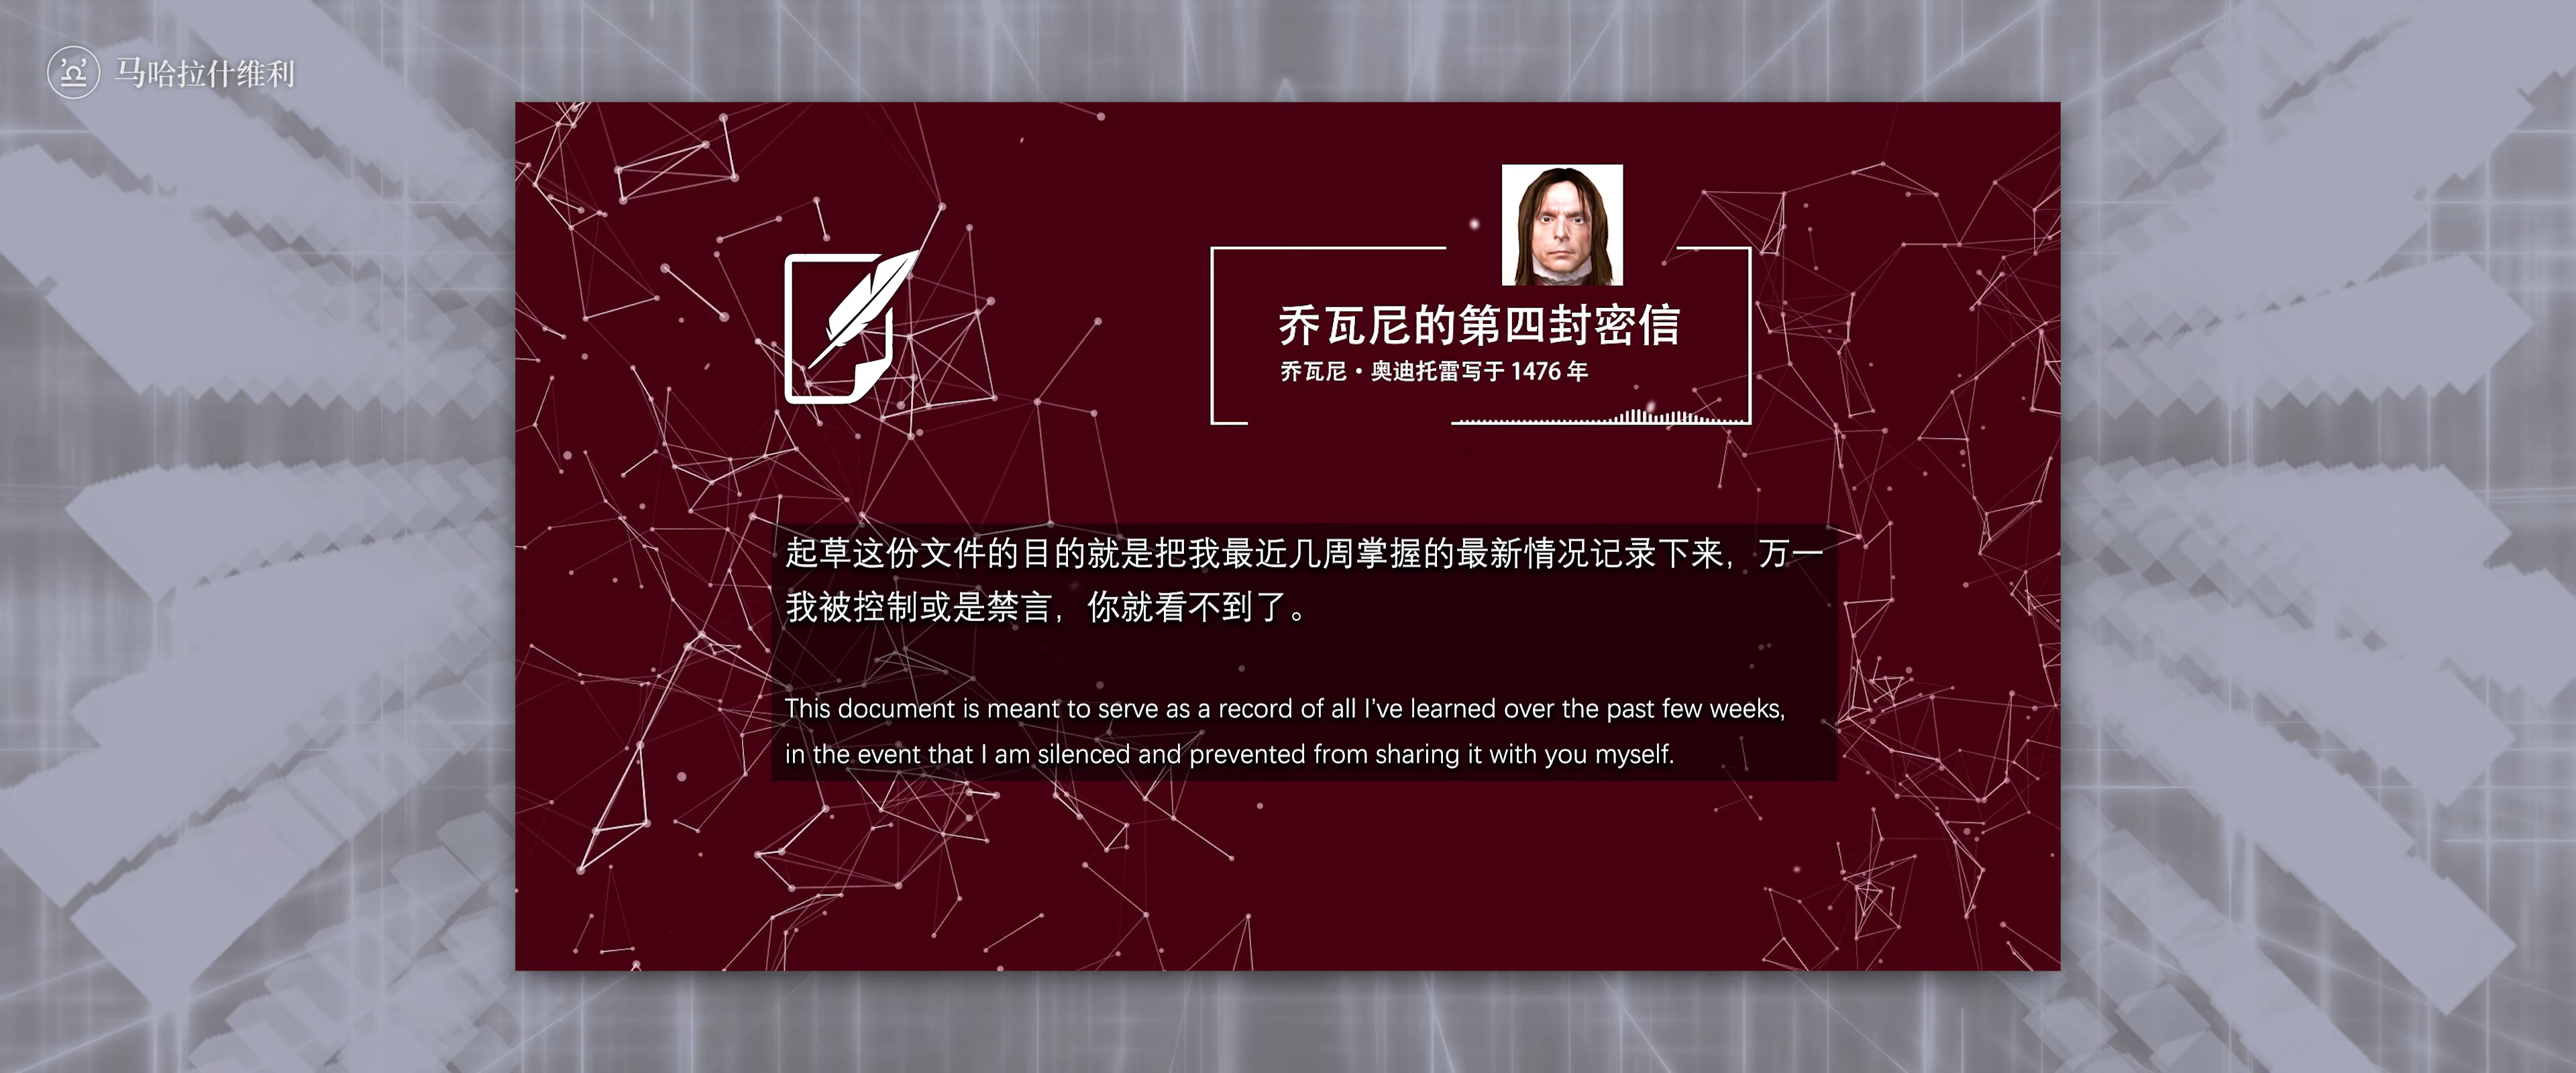 马哈拉什维利
乔瓦尼的第四封密信
乔瓦尼·奥迪托雷写于 1476 年
起草这份文件的目的就是把我最近几周掌握的最新情况记录下来，万一
我被控制或是禁言，你就看不到了。
This document is meant to serve as a record of all I've learned over the past few weeks,
in the event that I am silenced and prevented from sharing it with you myself.